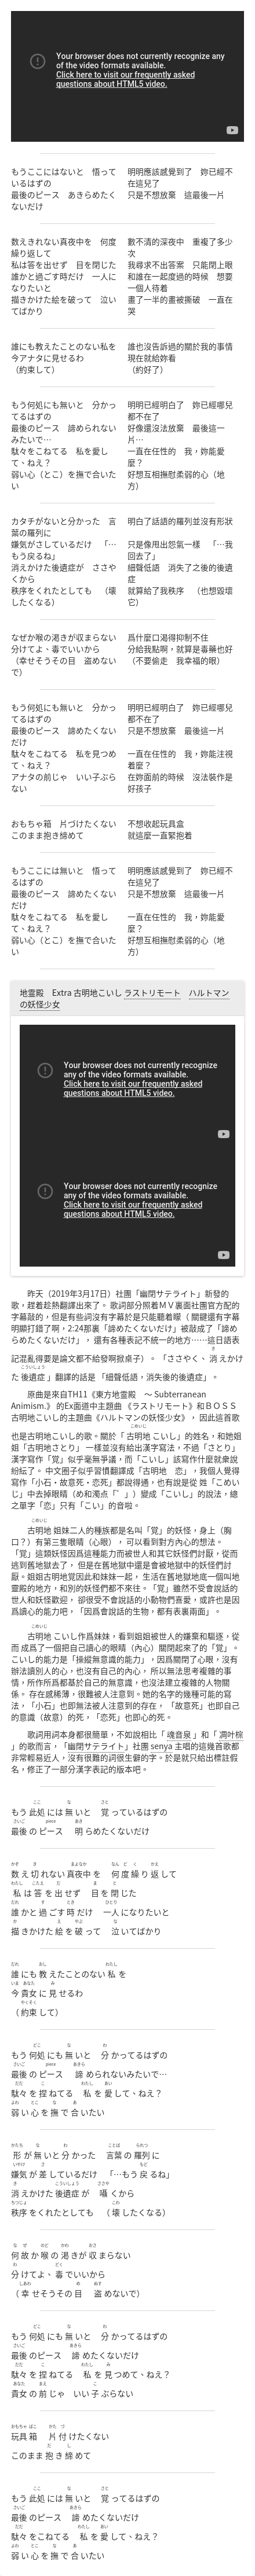 Your browser does not currently recognize any
of the video formats available.
Click here to visit our frequently asked
questions about HTML5 video.
もうここにはないと　悟って
いるはずの
最後のピース　あきらめたく
ないだけ
明明應該感覺到了　妳已經不
在這兒了
只是不想放棄　這最後一片
数えきれない真夜中を　何度
繰り返して
私は答を出せず　目を閉じた
誰かと過ごす時だけ　一人に
なりたいと
描きかけた絵を破って　泣い
てばかり
數不清的深夜中　重複了多少
次
我尋求不出答案　只能閉上眼
和誰在一起度過的時候　想要
一個人待着
畫了一半的畫被撕破　一直在
哭
誰にも教えたことのない私を
今アナタに見せるわ
（約束して）
誰也沒告訴過的關於我的事情
現在就給妳看
（約好了）
もう何処にも無いと　分かっ
てるはずの
最後のピース　諦められない
みたいで…
駄々をこねてる　私を愛し
て、ねえ？
弱い心（とこ）を撫で合いた
い
明明已經明白了　妳已經哪兒
都不在了
好像還沒法放棄　最後這一
片…
一直在任性的　我，妳能愛
麼？
好想互相撫慰柔弱的心（地
方）
カタチがないと分かった　言
葉の羅列に
嫌気がさしているだけ　「…
もう戻るね」
消えかけた後遺症が　ささや
くから
秩序をくれたとしても　（壊
したくなる）
明白了話語的羅列並沒有形狀
只是像甩出怨氣一樣　「…我
回去了」
細聲低語　消失了之後的後遺
症
就算給了我秩序　（也想毀壞
它）
なぜか喉の渇きが収まらない
分けてよ、毒でいいから
（幸せそうその目　盗めない
で）
爲什麼口渴得抑制不住
分給我點啊，就算是毒藥也好
（不要偷走　我幸福的眼）
もう何処にも無いと　分かっ
てるはずの
最後のピース　諦めたくない
だけ
駄々をこねてる　私を見つめ
て、ねえ？
アナタの前じゃ　いい子ぶら
ない
明明已經明白了　妳已經哪兒
都不在了
只是不想放棄　最後這一片
一直在任性的　我，妳能注視
着麼？
在妳面前的時候　沒法裝作是
好孩子
おもちゃ箱　片づけたくない
このまま抱き締めて
不想收起玩具盒
就這麼一直緊抱着
もうここには無いと　悟って
るはずの
最後のピース　諦めたくない
だけ
駄々をこねてる　私を愛し
て、ねえ？
弱い心（とこ）を撫で合いた
い
明明應該感覺到了　妳已經不
在這兒了
只是不想放棄　這最後一片
一直在任性的　我，妳能愛
麼？
好想互相撫慰柔弱的心（地
方）
地霊殿　Extra 古明地こいし ラストリモート　ハルトマン
の妖怪少女
Your browser does not currently recognize
any of the video formats available.
Click here to visit our frequently asked
questions about HTML5 video.
Your browser does not currently recognize
any of the video formats available.
Click here to visit our frequently asked
questions about HTML5 video.
昨天（2019年3月17日）社團「幽閉サテライト」新發的
歌，趕着趁熱翻譯出來了。 歌詞部分照着ＭＶ裏面社團官方配的
字幕敲的，但是有些詞沒有字幕於是只能聽着曚（ 關鍵還有字幕
明顯打錯了啊，2:24那裏「諦めたくないだけ」被敲成了「諦め
らめたくないだけ」， 還有各種表記不統一的地方……這日語表
記混亂得要是論文都不給發啊掀桌子）。 「ささやく、消えかけ
た 後遺症 」翻譯的話是 「細聲低語，消失後的後遺症」。
原曲是來自TH11《東方地霊殿　～ Subterranean
Animism.》 的Ex面道中主題曲 《ラストリモート》和ＢＯＳＳ
古明地こいし的主題曲《ハルトマンの妖怪少女》， 因此這首歌
也是古明地こいし的歌。關於「 古明地 こいし」的姓名，和她姐
姐「古明地さとり」 一樣並沒有給出漢字寫法，不過「さとり」
漢字寫作「覚」似乎毫無爭議，而「こいし」該寫作什麼就衆說
紛紜了。 中文圈子似乎習慣翻譯成「古明地　恋」，我個人覺得
寫作「小石・故意死・恋死」都說得通，也有說是從 姓「こめい
じ」中去掉眼睛（め和濁点「゛」）變成「こいし」的說法，總
之單字「恋」只有「こい」的音啦。
古明地 姐妹二人的種族都是名叫「覚」的妖怪，身上（胸
口？）有第三隻眼睛（心眼）， 可以看到對方內心的想法。
「覚」這類妖怪因爲這種能力而被世人和其它妖怪們討厭，從而
逃到舊地獄去了， 但是在舊地獄中還是會被地獄中的妖怪們討
厭。姐姐古明地覚因此和妹妹一起， 生活在舊地獄地底一個叫地
靈殿的地方，和別的妖怪們都不來往。「覚」雖然不受會說話的
世人和妖怪歡迎， 卻很受不會說話的小動物們喜愛，或許也是因
爲讀心的能力吧，「因爲會說話的生物，都有表裏兩面」。
古明地 こいし作爲妹妹，看到姐姐被世人的嫌棄和驅逐，從
而 成爲了一個把自己讀心的眼睛（內心）關閉起來了的「覚」。
こいし的能力是「操縱無意識的能力」，因爲關閉了心眼，沒有
辦法讀別人的心，也沒有自己的內心， 所以無法思考複雜的事
情，所作所爲都基於自己的無意識，也沒法建立複雜的人物關
係。 存在感稀薄，很難被人注意到。她的名字的幾種可能的寫
法，「小石」也即無法被人注意到的存在， 「故意死」也即自己
的意識（故意）的死，「恋死」也即心的死。
歌詞用詞本身都很簡單，不如說相比「 魂音泉 」和「 凋叶棕
」的歌而言，「幽閉サテライト」社團 senya 主唱的這幾首歌都
非常輕易近人，沒有很難的詞很生僻的字。於是就只給出標註假
名，修正了一部分漢字表記的版本吧。
もう 此処 には 無 いと　 覚 っているはずの
最後 の ピース 　 明 らめたくないだけ
数 え 切 れない 真夜中 を　 何度 繰 り 返 して
私 は 答 を 出 せず　 目 を 閉 じた
誰 かと 過 ごす 時 だけ　 一人 になりたいと
描 きかけた 絵 を 破 って　 泣 いてばかり
誰 にも 教 えたことのない 私 を
今 貴女 に 見 せるわ
（ 約束 して）
もう 何処 にも 無 いと　 分 かってるはずの
最後 の ピース 　 諦 められないみたいで…
駄々 を 捏 ねてる　 私 を 愛 して、ねえ？
弱 い 心 を 撫 で 合 いたい
形 が 無 いと 分 かった　 言葉 の 羅列 に
嫌気 が 差 しているだけ　「…もう 戻 るね」
消 えかけた 後遺症 が　 囁 くから
秩序 をくれたとしても　（ 壊 したくなる）
何故 か 喉 の 渇 きが 収 まらない
分 けてよ、 毒 でいいから
（ 幸 せそうその 目 　 盗 めないで）
もう 何処 にも 無 いと　 分 かってるはずの
最後 のピース　 諦 めたくないだけ
駄々 を 捏 ねてる　 私 を 見 つめて、ねえ？
貴女 の 前 じゃ　いい 子 ぶらない
玩具 箱 　 片 付 けたくない
このまま 抱 き 締 めて
もう 此処 には 無 いと　 覚 ってるはずの
最後 のピース　 諦 めたくないだけ
駄々 をこねてる　 私 を 愛 して、ねえ？
弱 い 心 を 撫 で 合 いたい